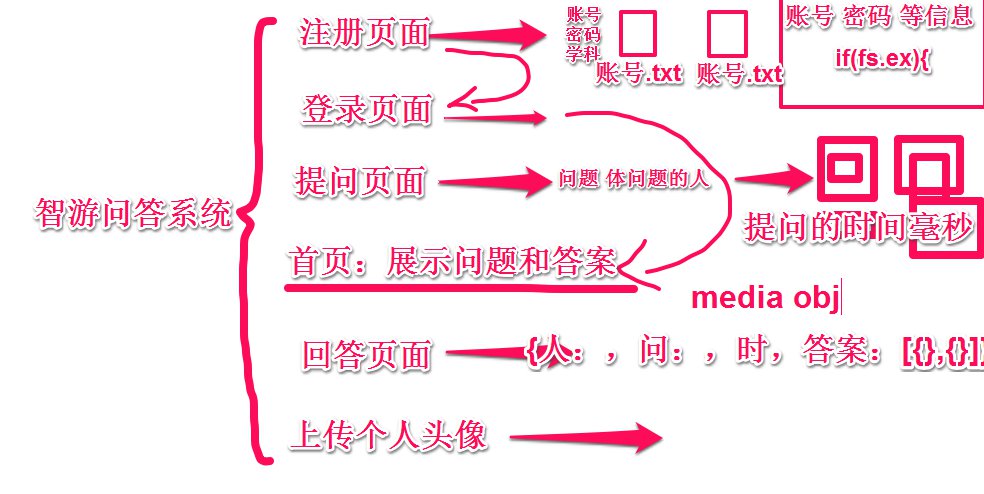 智游问答系统
注册页面
账号
密码
学科
账号.txt
账号.txt
账号 密码 等信息
if(fs.ex){
登录页面
提问页面
问题 体问题的人
提问的时间毫秒
首页：展示问题和答案
media obj
回答页面
{人：，问：，时，答案：[{},{}]}
上传个人头像